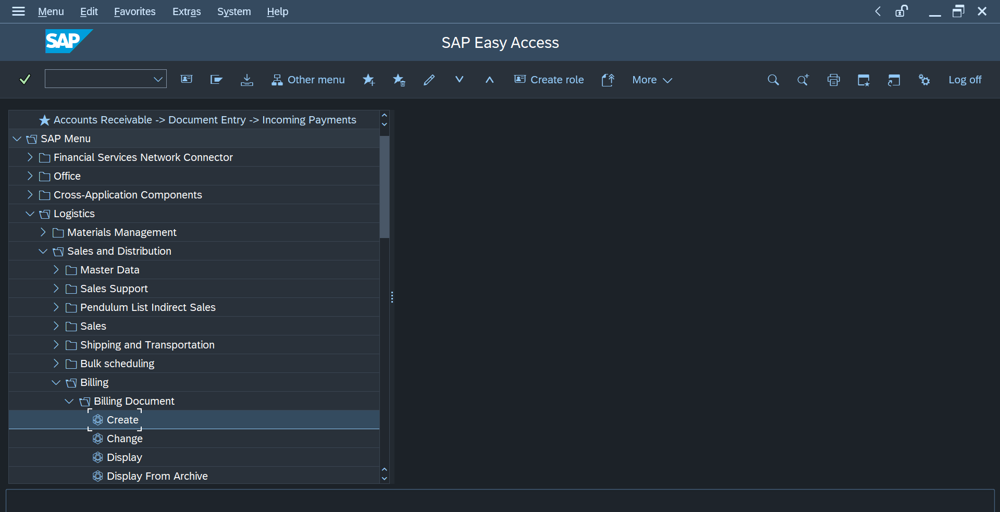 Menu Edit Favorites Extras System Help
SAP SAP Easy Access
Other menu Create role More Log off
Accounts Receivable -> Document Entry -> Incoming Payments
SAP Menu
Financial Services Network Connector
Office
Cross-Application Components
Logistics
Materials Management
Sales and Distribution
Master Data
Sales Support
Pendulum List Indirect Sales
Sales
Shipping and Transportation
Bulk scheduling
Billing
Billing Document
Create
Change
Display
Display From Archive